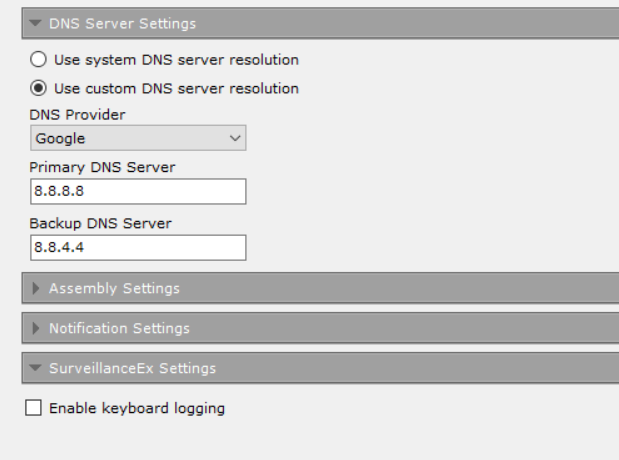 DNS Server Settings
Use system DNS server resolution
Use custom DNS server resolution
DNS Provider
Google
Primary DNS Server
8.8.8.8
Backup DNS Server
8.8.4.4
Assembly Settings
Notification Settings
SurveillanceEx Settings
Enable keyboard logging